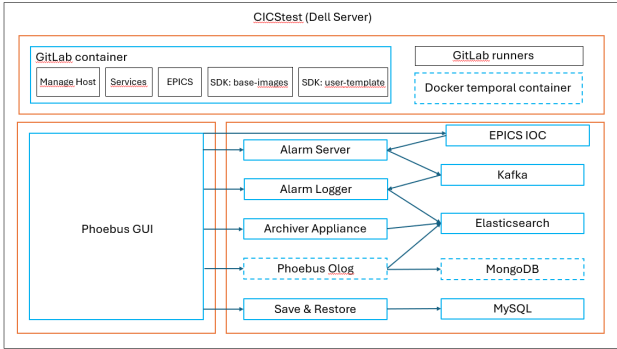 CICStest (Dell Server)
GitLab container
Manage Host
Services
EPICS
SDK: base-images
SDK: user-template
GitLab runners
Docker temporal container
Phoebus GUI
Alarm Server
Alarm Logger
Archiver Appliance
Phoebus Olog
Save & Restore
EPICS IOC
Kafka
Elasticsearch
MongoDB
MySQL